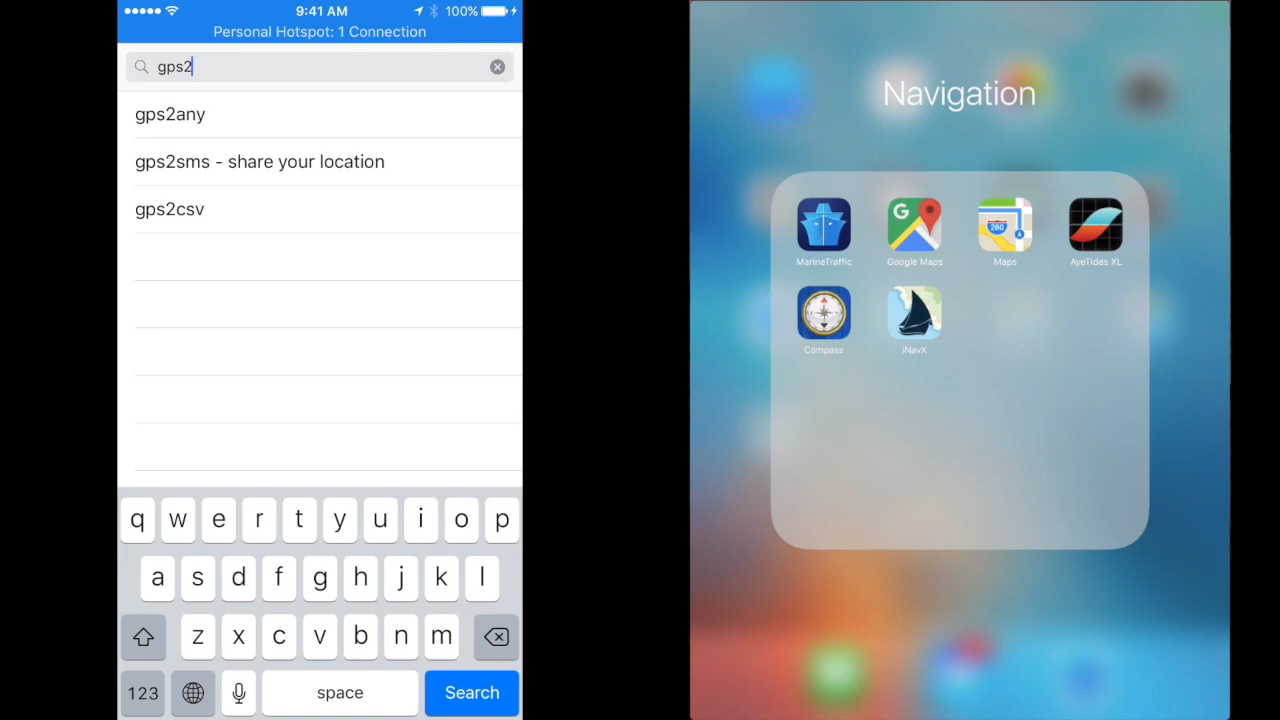 9:41 AM 100%
Personal Hotspot: 1 Connection
gps2
gps2any
gps2sms - share your location
gps2csv
q w e r t y u i o p
a s d f g h j k l
z x c v b n m
123 space Search
Navigation
G 280
MarineTraffic Google Maps Maps AyeTides XL
Compass iNavX